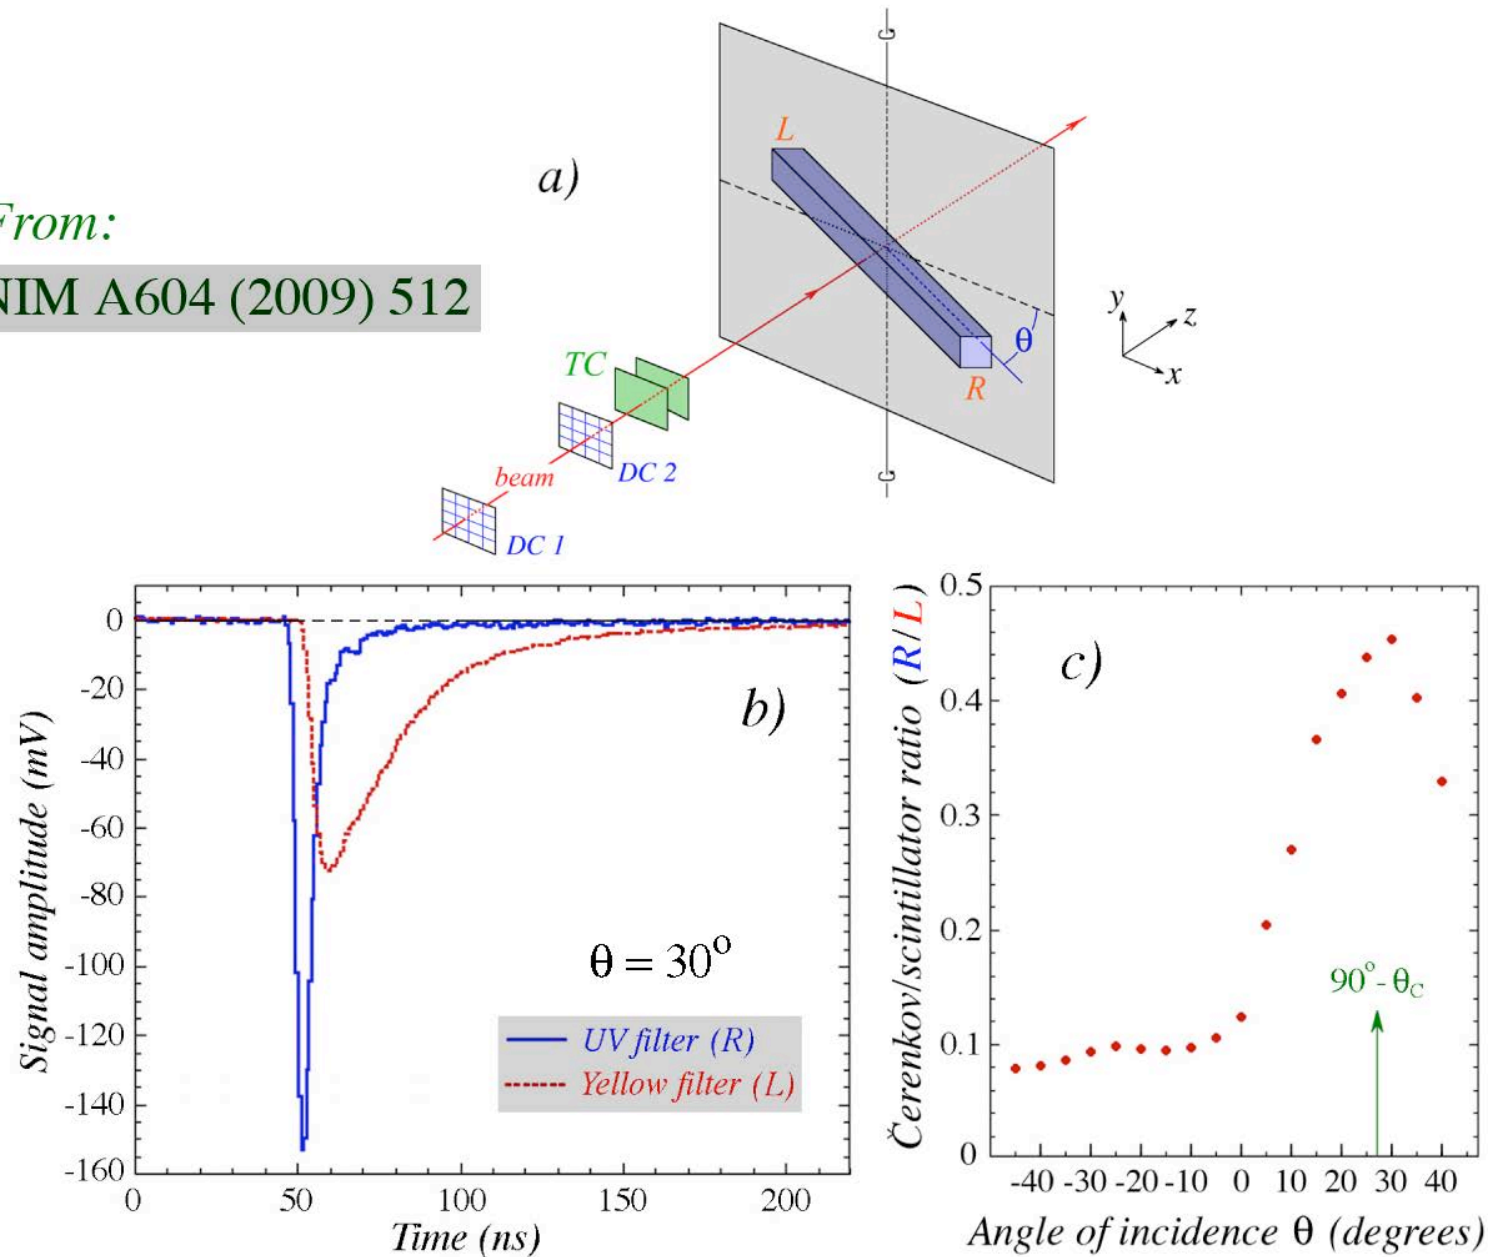 a)
L
From:
NIM A604 (2009) 512
θ
R
y
z
x
TC
DC 2
beam
DC 1
b)
0
-20
-40
-60
-80
-100
-120
-140
-160
Signal amplitude (mV)
θ = 30°
UV filter (R)
Yellow filter (L)
0 50 100 150 200
Time (ns)
c)
0.5
0.4
0.3
0.2
0.1
0
Čerenkov/scintillator ratio (R/L)
90°- θC
-40 -30 -20 -10 0 10 20 30 40
Angle of incidence θ (degrees)